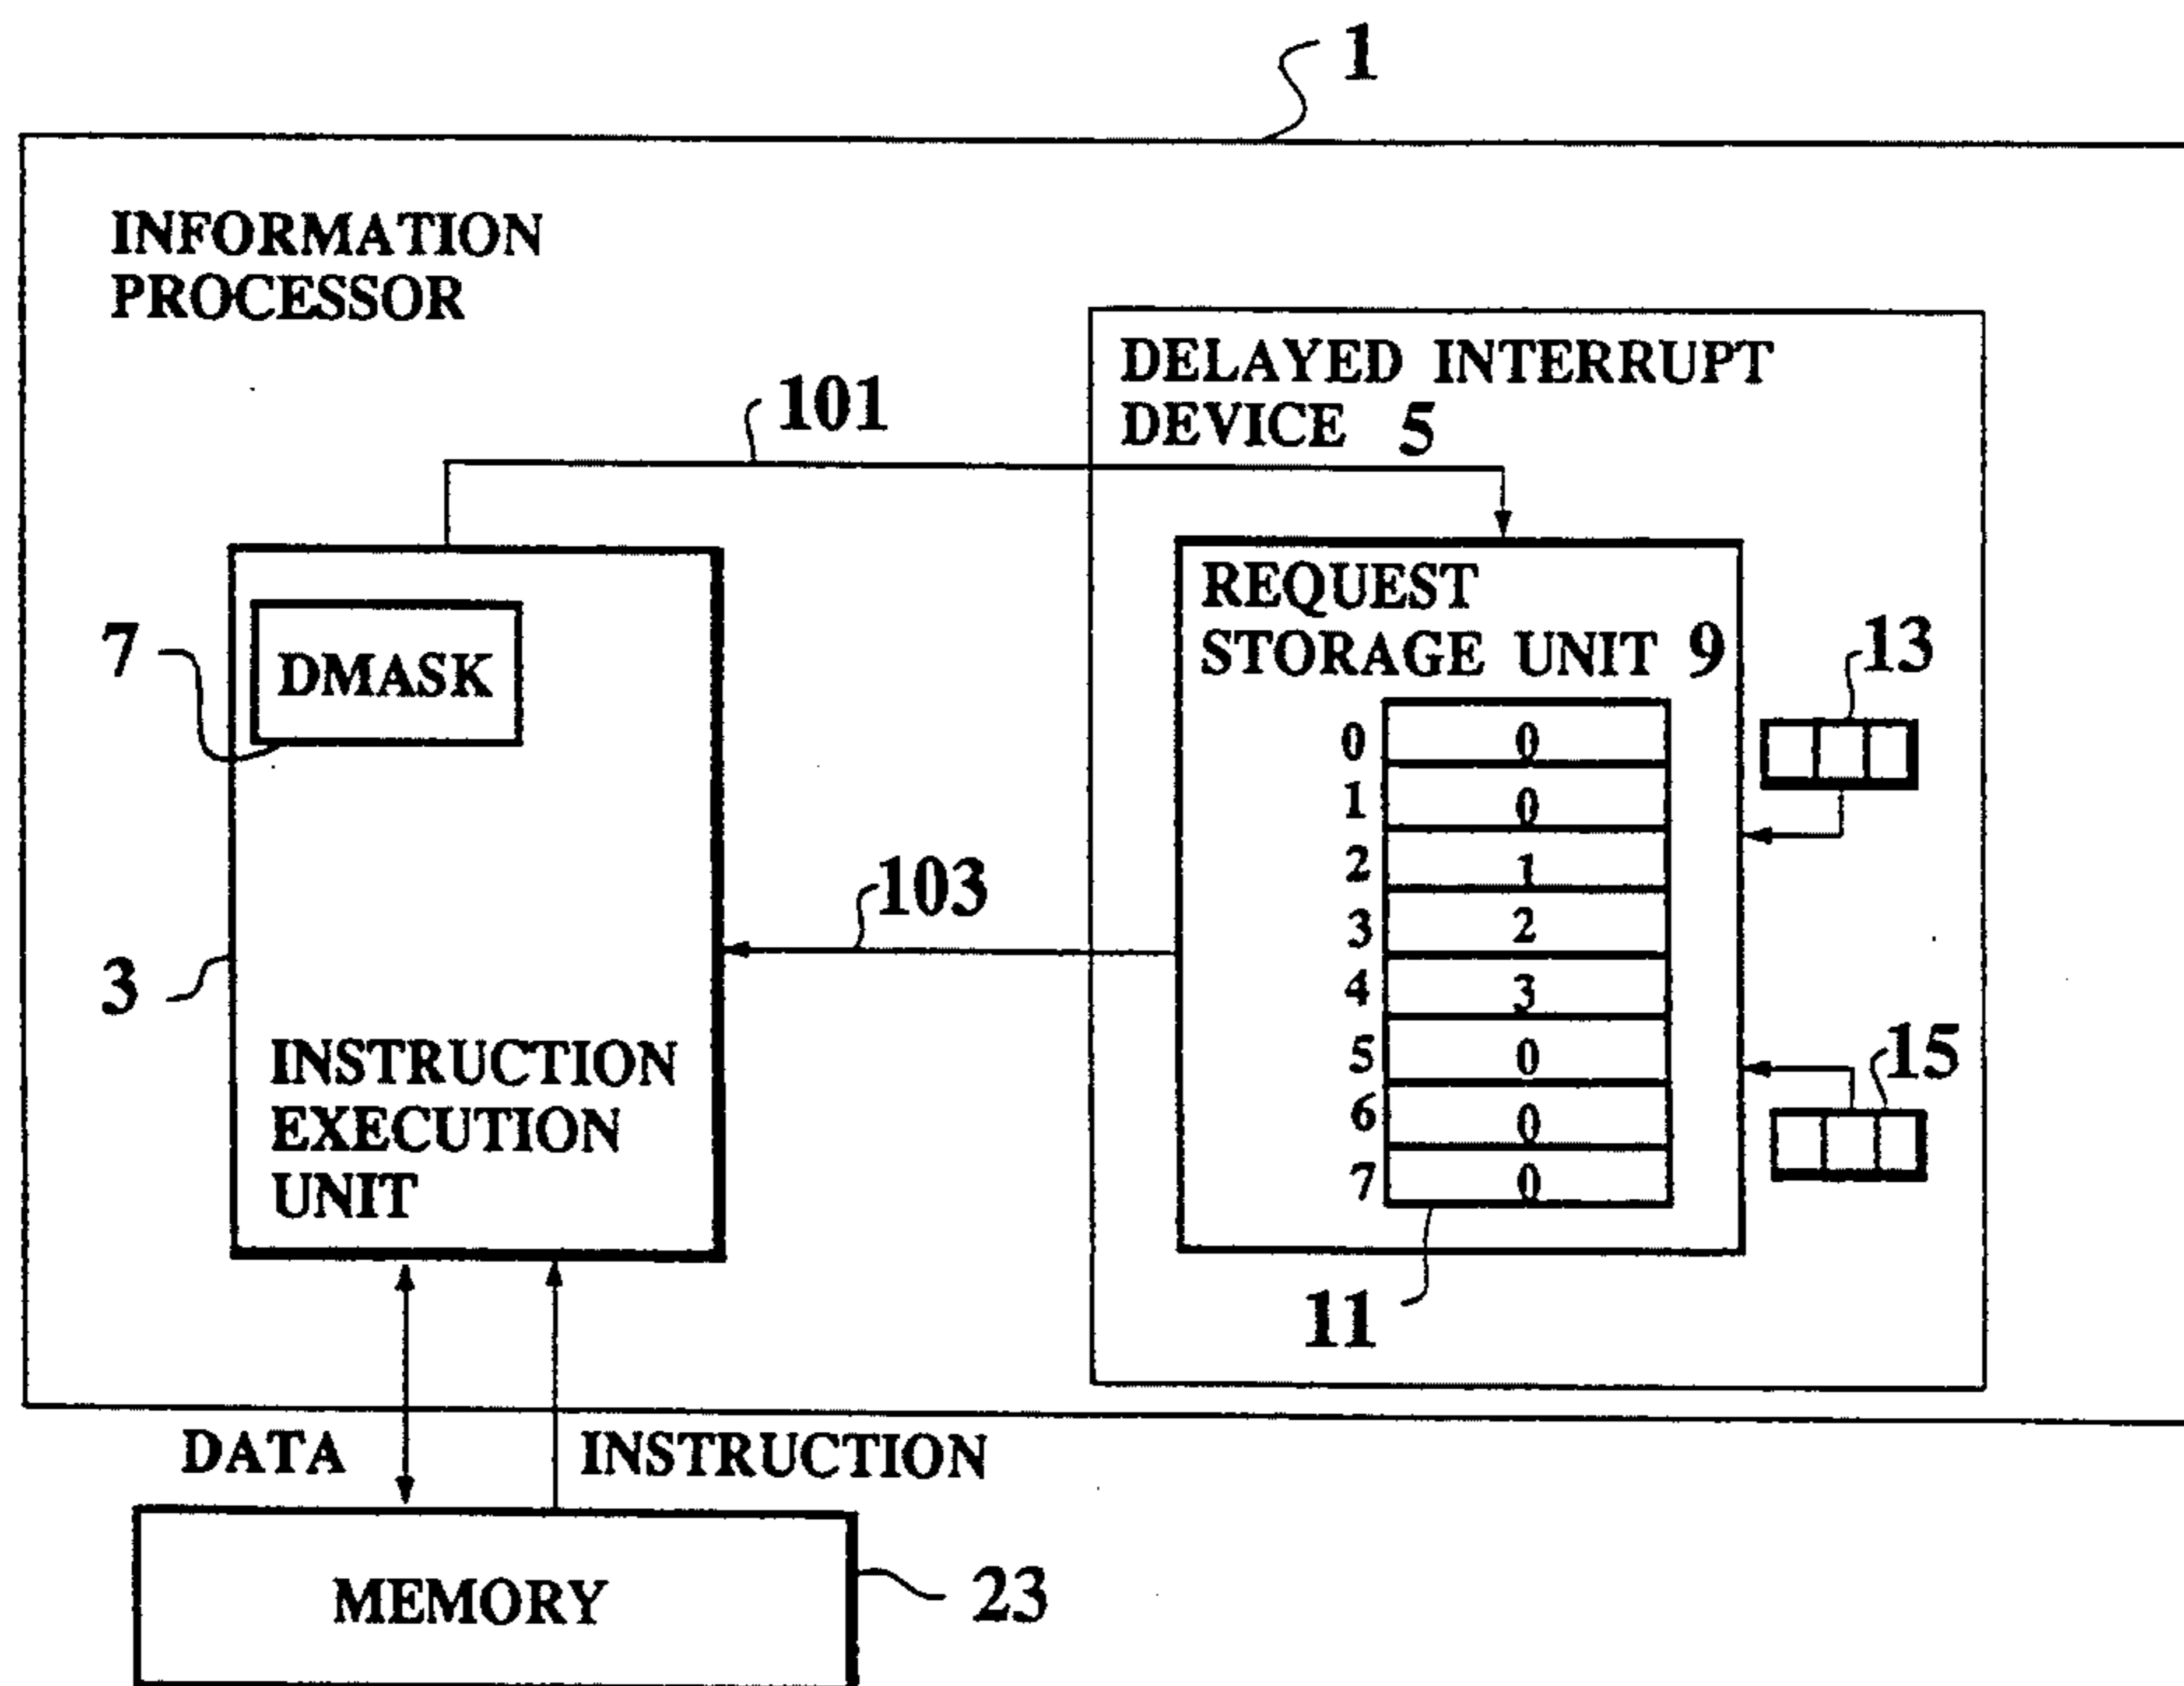 1
INFORMATION
PROCESSOR
DELAYED INTERRUPT
DEVICE 5
101
REQUEST
STORAGE UNIT 9
7
DMASK
13
0 0
1 0
2 1
103
3 2
3
4 3
INSTRUCTION
EXECUTION
UNIT
5 0
15
6 0
7 0
11
DATA
INSTRUCTION
MEMORY
23